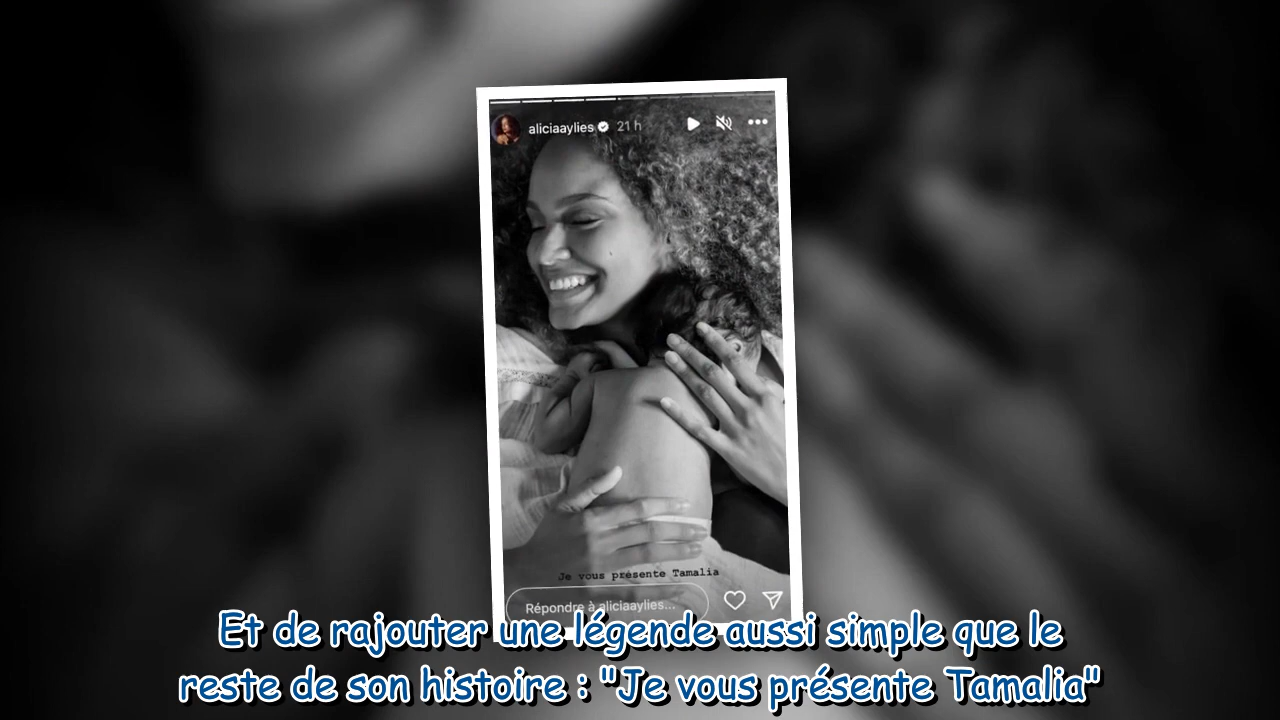 aliciaaylies 21 h
Je vous présente Tamalia
Répondre à aliciaaylies...
Et de rajouter une légende aussi simple que le
reste de son histoire : "Je vous présente Tamalia"